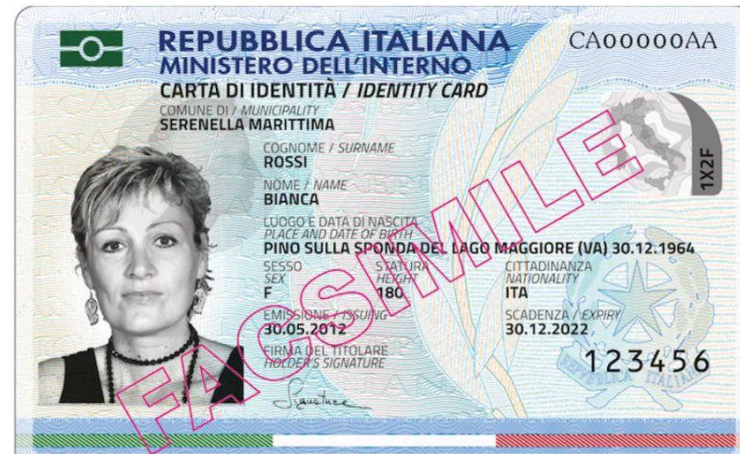 REPUBBLICA ITALIANA
CA00000AA
MINISTERO DELL'INTERNO
CARTA DI IDENTITÀ / IDENTITY CARD
COMUNE DI / MUNICIPALITY
SERENELLA MARITTIMA
COGNOME / SURNAME
ROSSI
1X2F
NOME / NAME
BIANCA
LUOGO E DATA DI NASCITA
PLACE AND DATE OF BIRTH
PINO SULLA SPONDA DEL LAGO MAGGIORE (VA) 30.12.1964
SESSO STATURA CITTADINANZA
SEX HEIGHT NATIONALITY
F 180 ITA
EMISSIONE / ISSUING SCADENZA / EXPIRY
30.05.2012 30.12.2022
FIRMA DEL TITOLARE
HOLDER'S SIGNATURE
123456
Signature
FACSIMILE